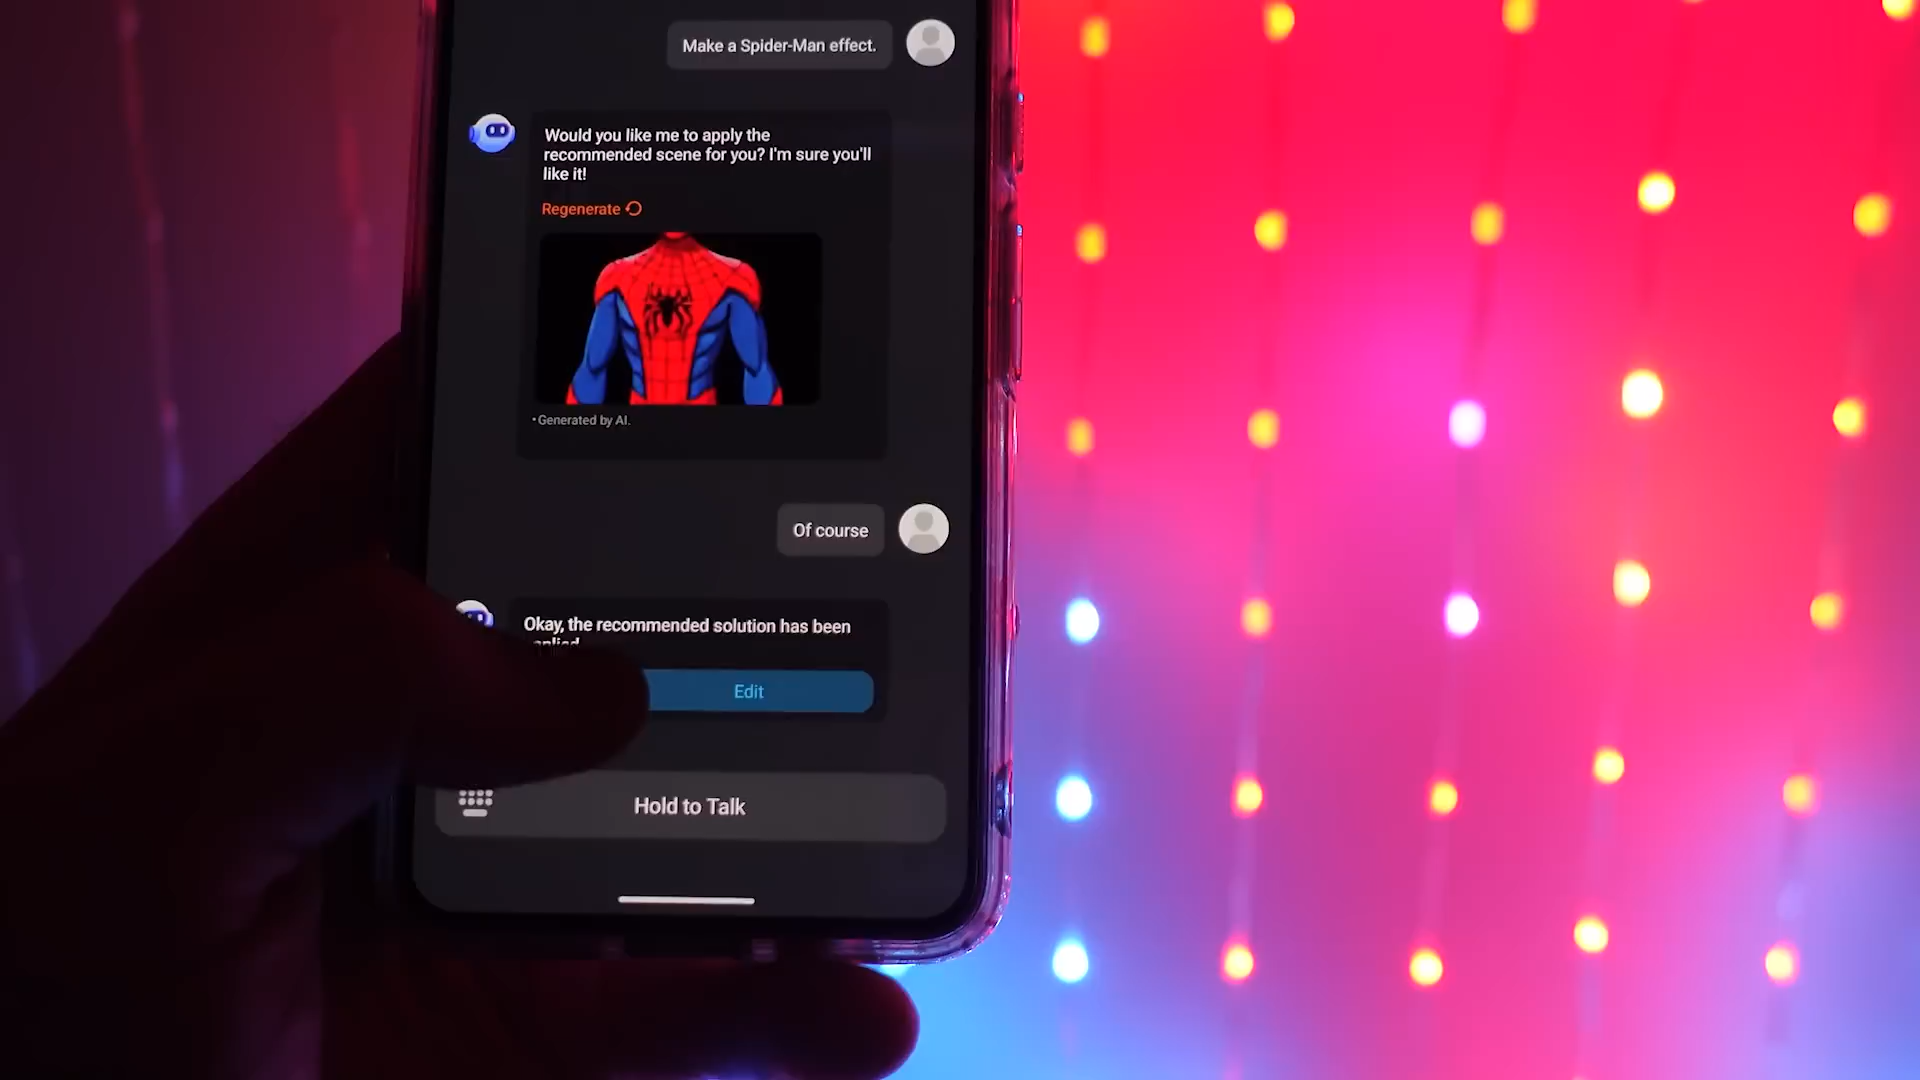 Make a Spider-Man effect.
Would you like me to apply the
recommended scene for you? I'm sure you'll
like it!
Regenerate
•Generated by AI.
Of course
Okay, the recommended solution has been
Edit
Hold to Talk